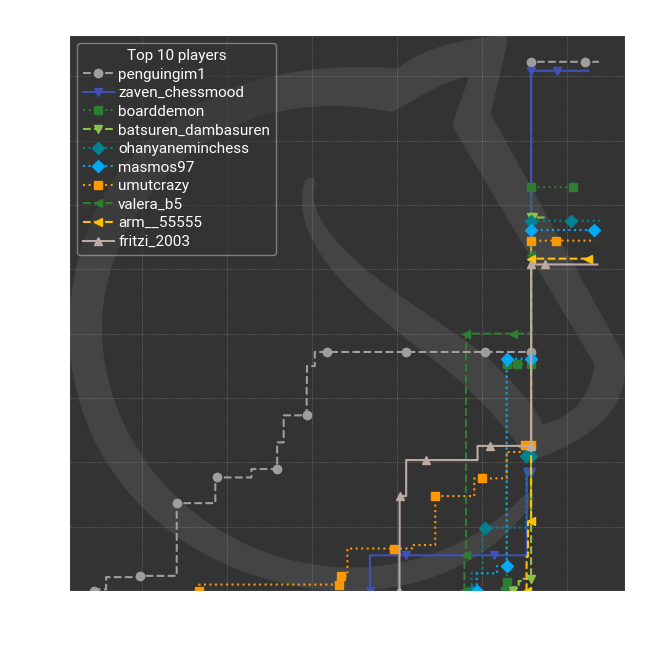 Top 10 players
penguingim1
zaven_chessmood
boarddemon
batsuren_dambasuren
ohanyaneminchess
masmos97
umutcrazy
valera_b5
arm__55555
fritzi_2003